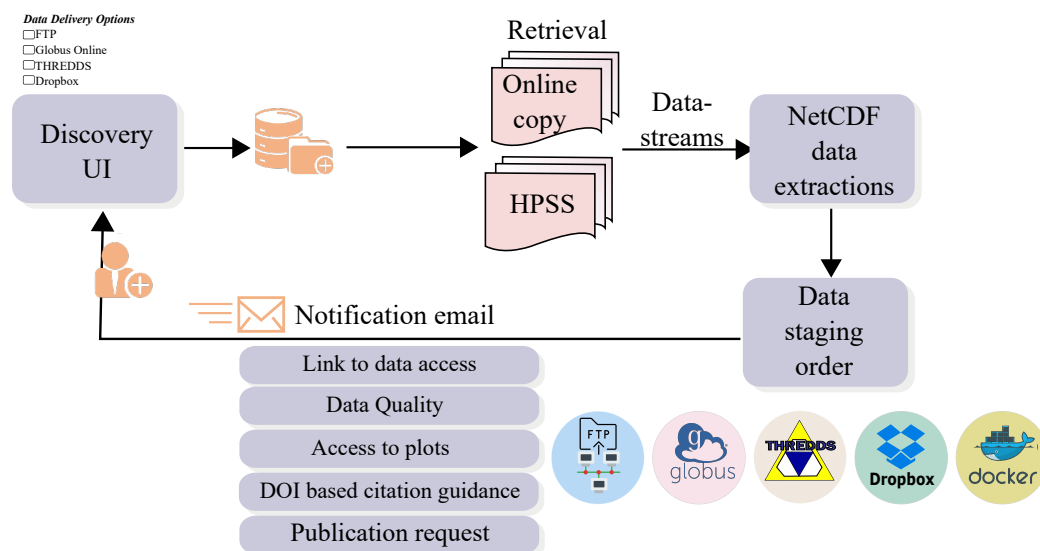 Data Delivery Options
FTP
Globus Online
THREDDS
Dropbox
Discovery
UI
Retrieval
Online
copy
HPSS
Data-
streams
NetCDF
data
extractions
Data
staging
order
Notification email
Link to data access
Data Quality
Access to plots
DOI based citation guidance
Publication request
FTP
g
globus
THREDDS
Dropbox
docker